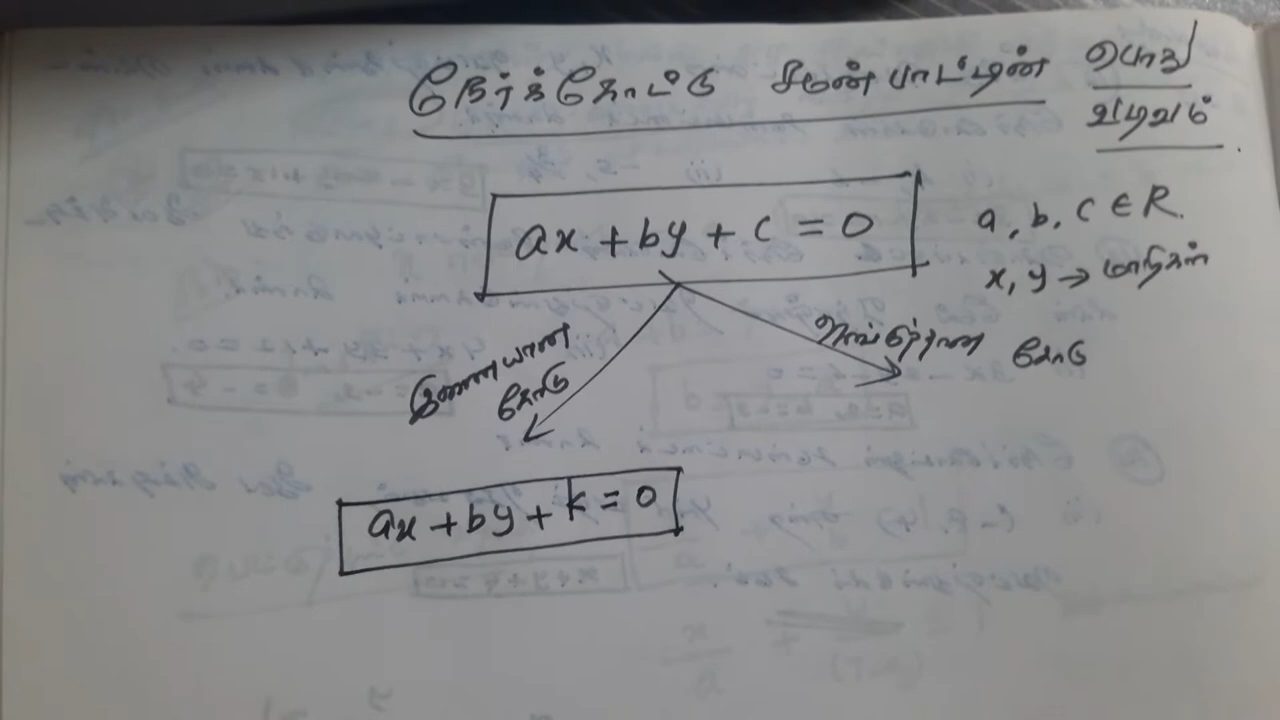 நேர்க்கோட்டு சமன்பாட்டின் பொது
வடிவம்.
ax + by + c = 0
a, b, c ∈ R.
x, y → மாறிகள்
இணையான
கோடு
செங்குத்தான கோடு
ax + by + k = 0